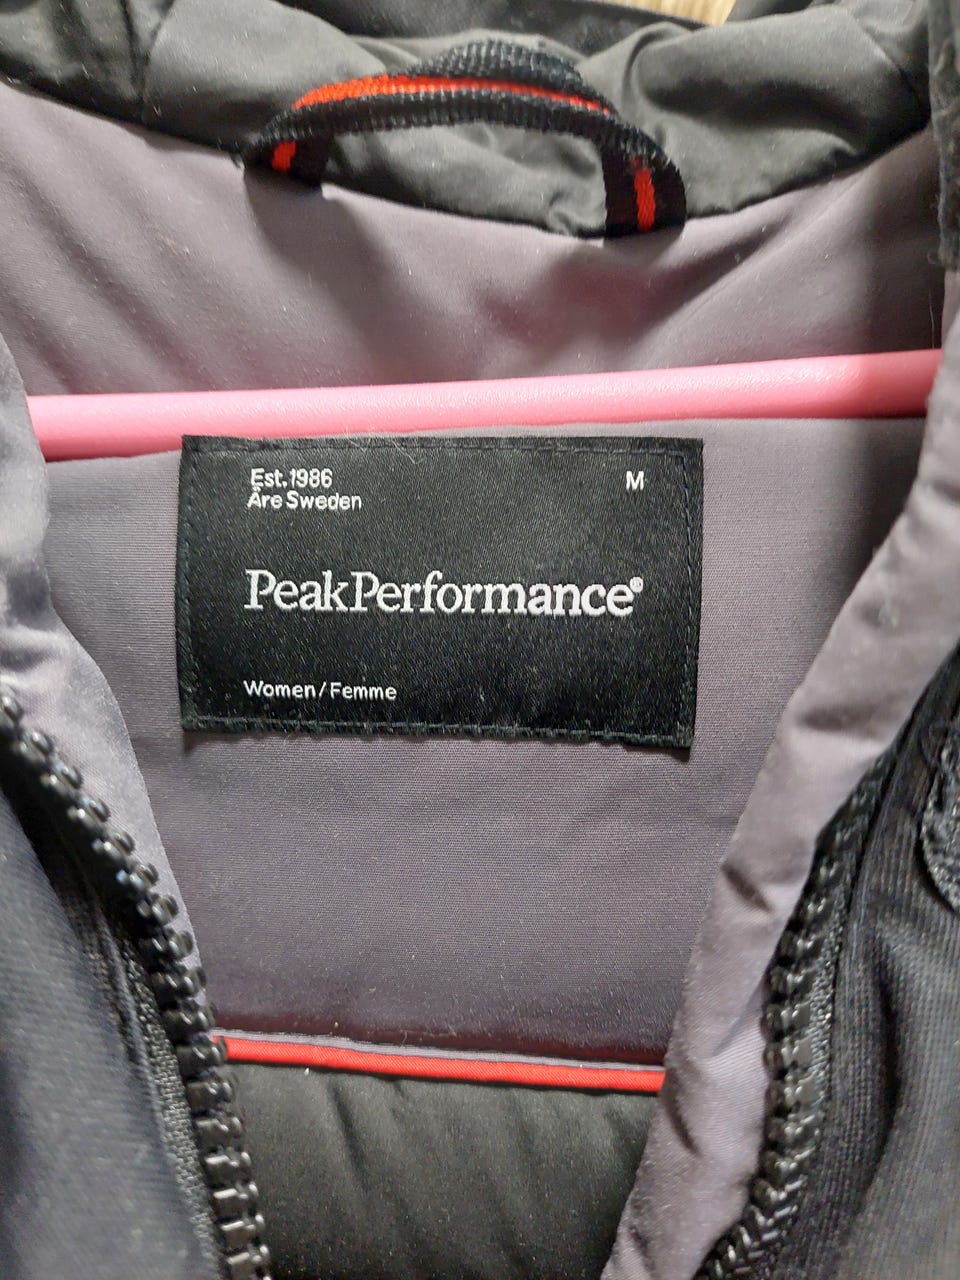 Est.1986
Åre Sweden
M
PeakPerformance®
Women/Femme